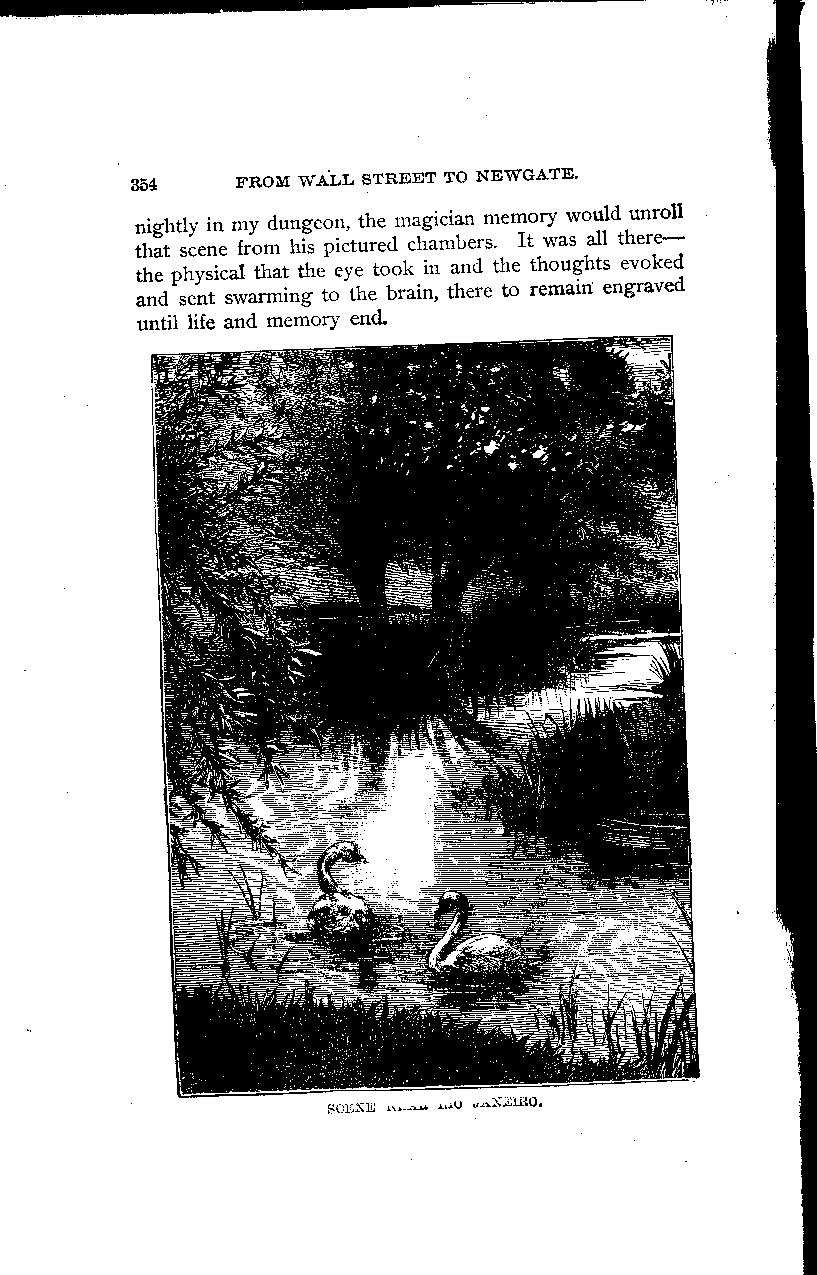 354 FROM WALL STREET TO NEWGATE.
nightly in my dungeon, the magician memory would unroll
that scene from his pictured chambers. It was all there—
the physical that the eye took in and the thoughts evoked
and sent swarming to the brain, there to remain engraved
until life and memory end.
SCENE JANEIRO.